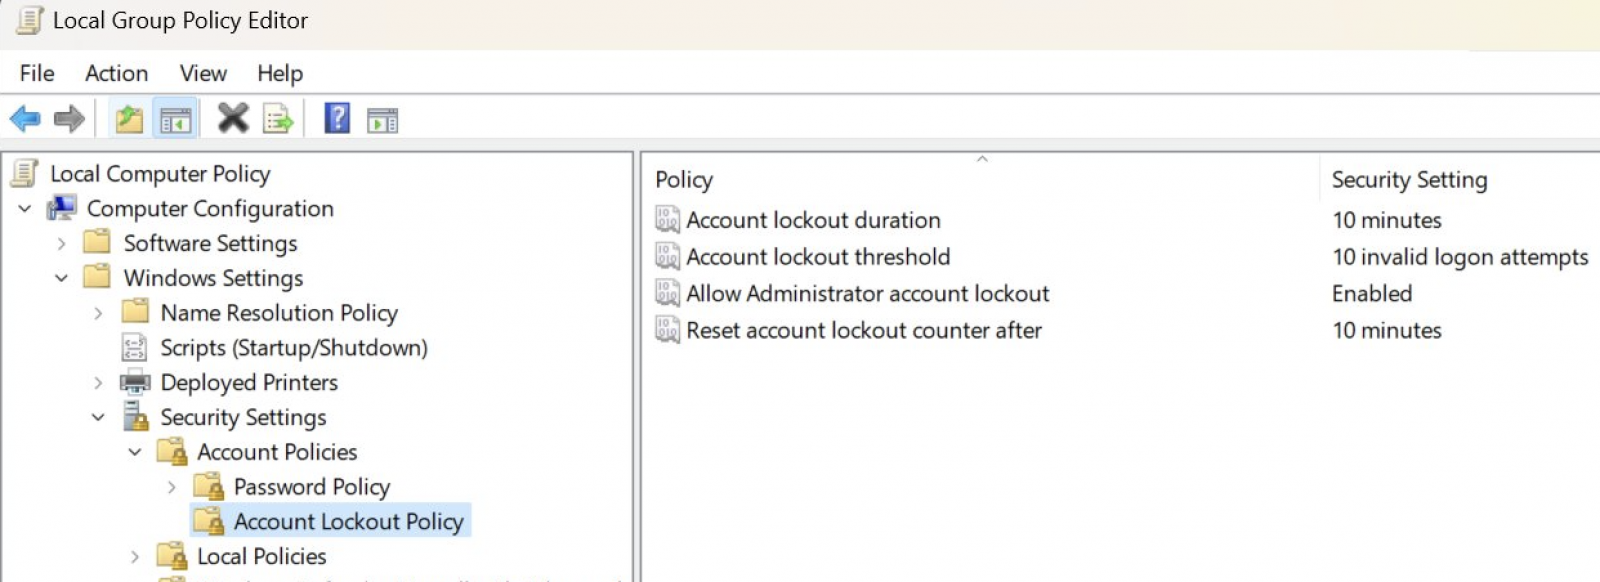 Local Group Policy Editor
File Action View Help
Local Computer Policy
Computer Configuration
Software Settings
Windows Settings
Name Resolution Policy
Scripts (Startup/Shutdown)
Deployed Printers
Security Settings
Account Policies
Password Policy
Account Lockout Policy
Local Policies
Policy Security Setting
Account lockout duration 10 minutes
Account lockout threshold 10 invalid logon attempts
Allow Administrator account lockout Enabled
Reset account lockout counter after 10 minutes